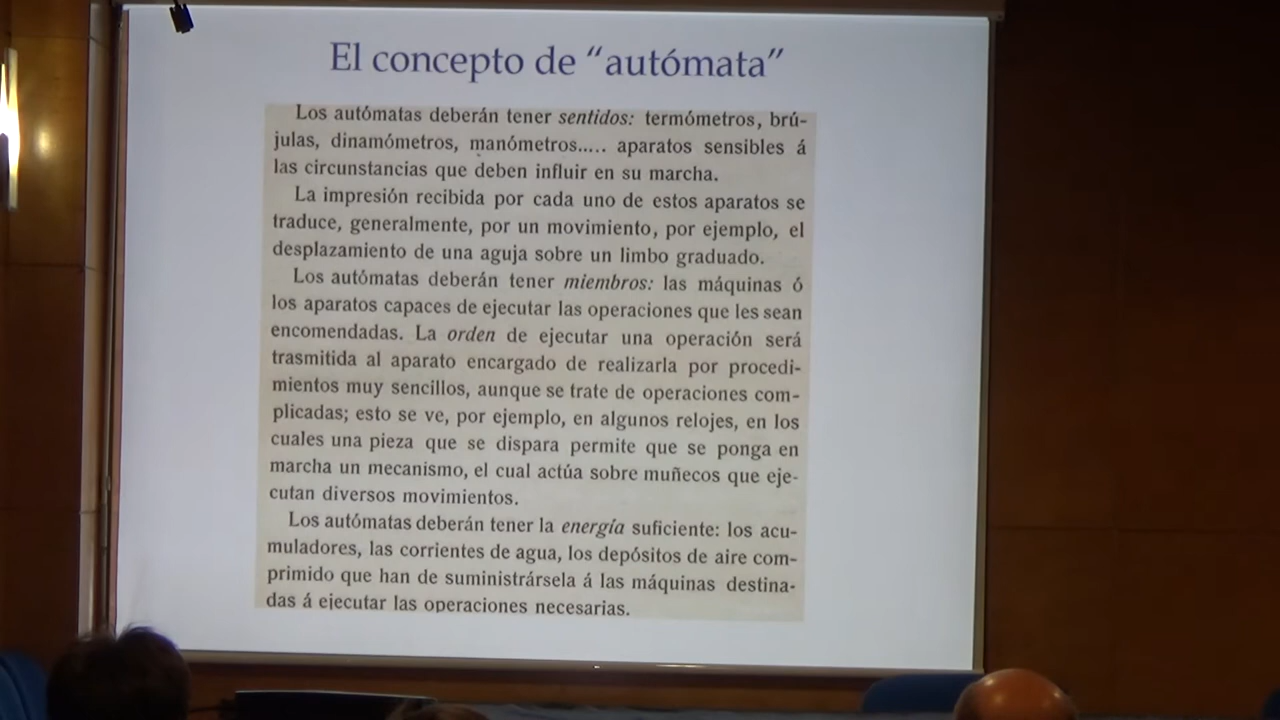 El concepto de “autómata”
Los autómatas deberán tener sentidos: termómetros, brú-
julas, dinamómetros, manómetros..... aparatos sensibles á
las circunstancias que deben influir en su marcha.
La impresión recibida por cada uno de estos aparatos se
traduce, generalmente, por un movimiento, por ejemplo, el
desplazamiento de una aguja sobre un limbo graduado.
Los autómatas deberán tener miembros: las máquinas ó
los aparatos capaces de ejecutar las operaciones que les sean
encomendadas. La orden de ejecutar una operación será
trasmitida al aparato encargado de realizarla por procedi-
mientos muy sencillos, aunque se trate de operaciones com-
plicadas; esto se ve, por ejemplo, en algunos relojes, en los
cuales una pieza que se dispara permite que se ponga en
marcha un mecanismo, el cual actúa sobre muñecos que eje-
cutan diversos movimientos.
Los autómatas deberán tener la energía suficiente: los acu-
muladores, las corrientes de agua, los depósitos de aire com-
primido que han de suministrársela á las máquinas destina-
das á ejecutar las operaciones necesarias.